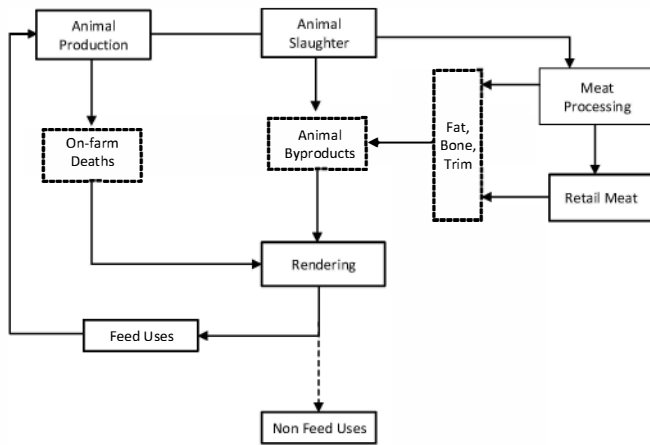 Animal
Production
Animal
Slaughter
Meat
Processing
On-farm
Deaths
Animal
Byproducts
Fat,
Bone,
Trim
Retail Meat
Rendering
Feed Uses
Non Feed Uses